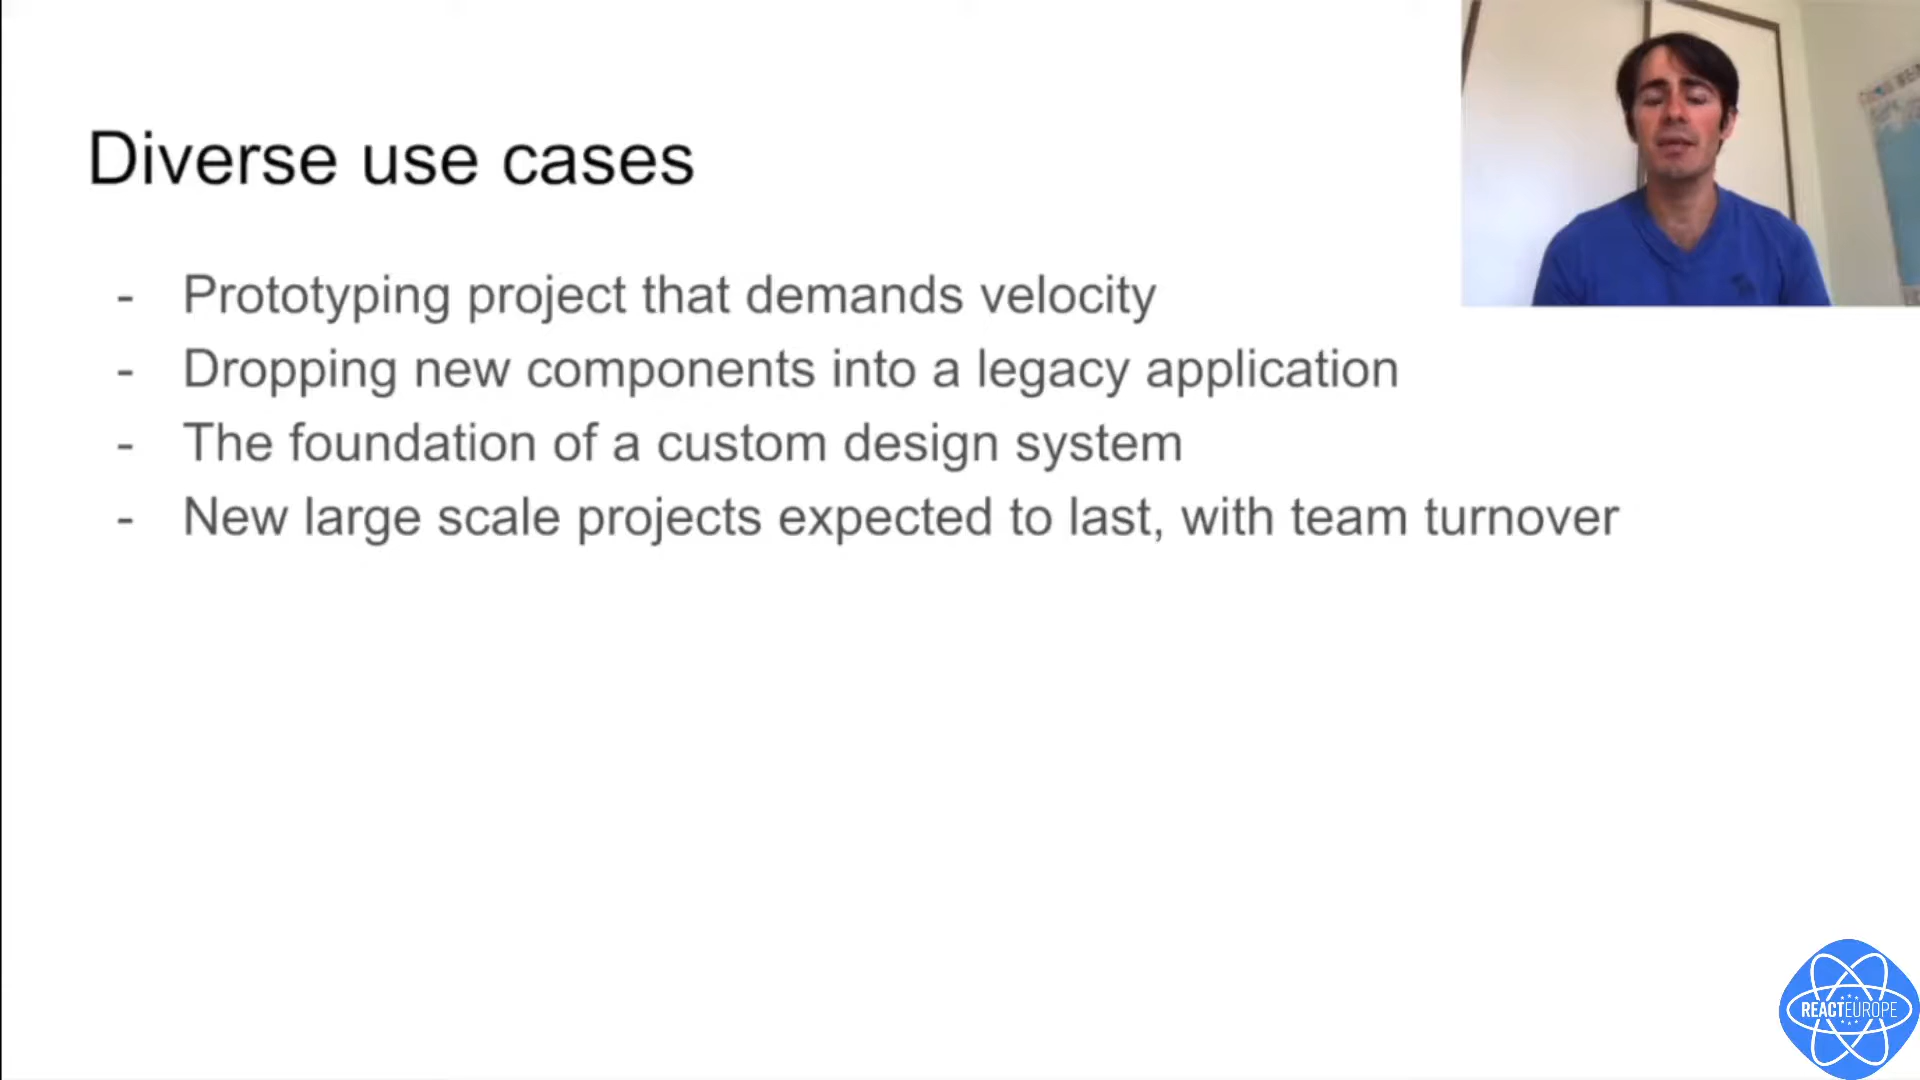 Diverse use cases
- Prototyping project that demands velocity
- Dropping new components into a legacy application
- The foundation of a custom design system
- New large scale projects expected to last, with team turnover
REACTEUROPE